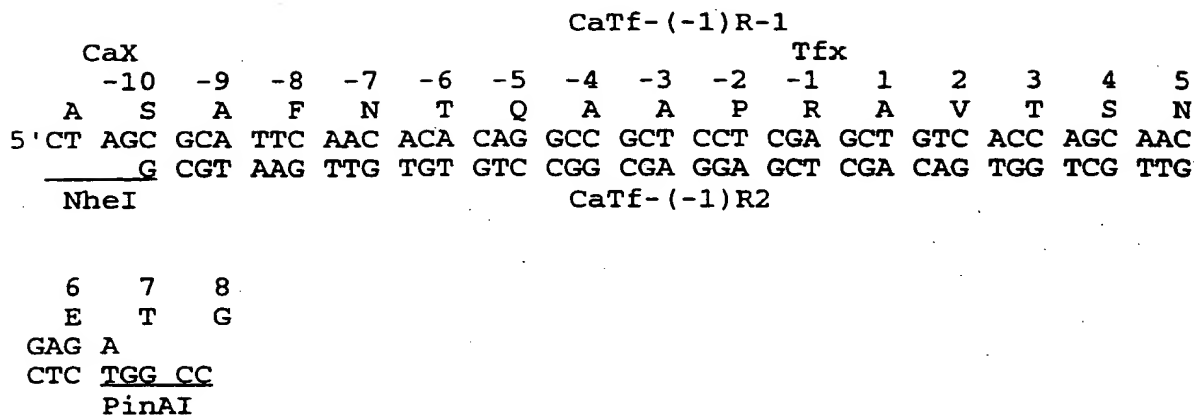 CaTf-(-1)R-1
CaX Tfx
-10 -9 -8 -7 -6 -5 -4 -3 -2 -1 1 2 3 4 5
A S A F N T Q A A P R A V T S N
5'CT AGC GCA TTC AAC ACA CAG GCC GCT CCT CGA GCT GTC ACC AGC AAC
G CGT AAG TTG TGT GTC CGG CGA GGA GCT CGA CAG TGG TCG TTG
NheI CaTf-(-1)R2
6 7 8
E T G
GAG A
CTC TGG CC
PinAI